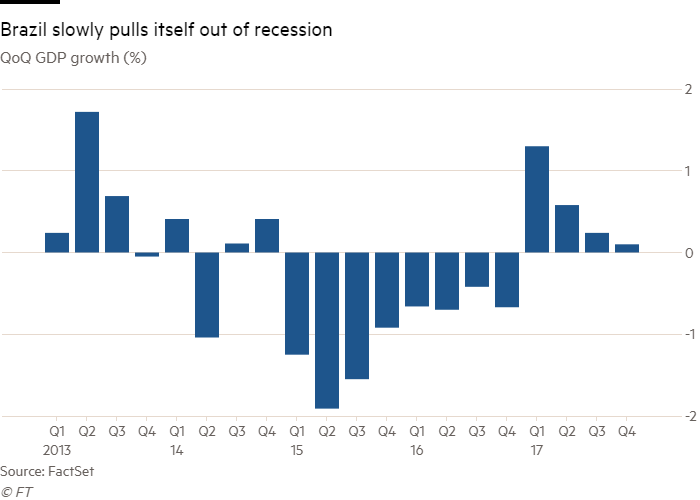 Brazil slowly pulls itself out of recession
QoQ GDP growth (%)
2
1
0
-1
-2
Q1 Q2 Q3 Q4 Q1 Q2 Q3 Q4 Q1 Q2 Q3 Q4 Q1 Q2 Q3 Q4 Q1 Q2 Q3 Q4
2013 14 15 16 17
Source: FactSet
© FT